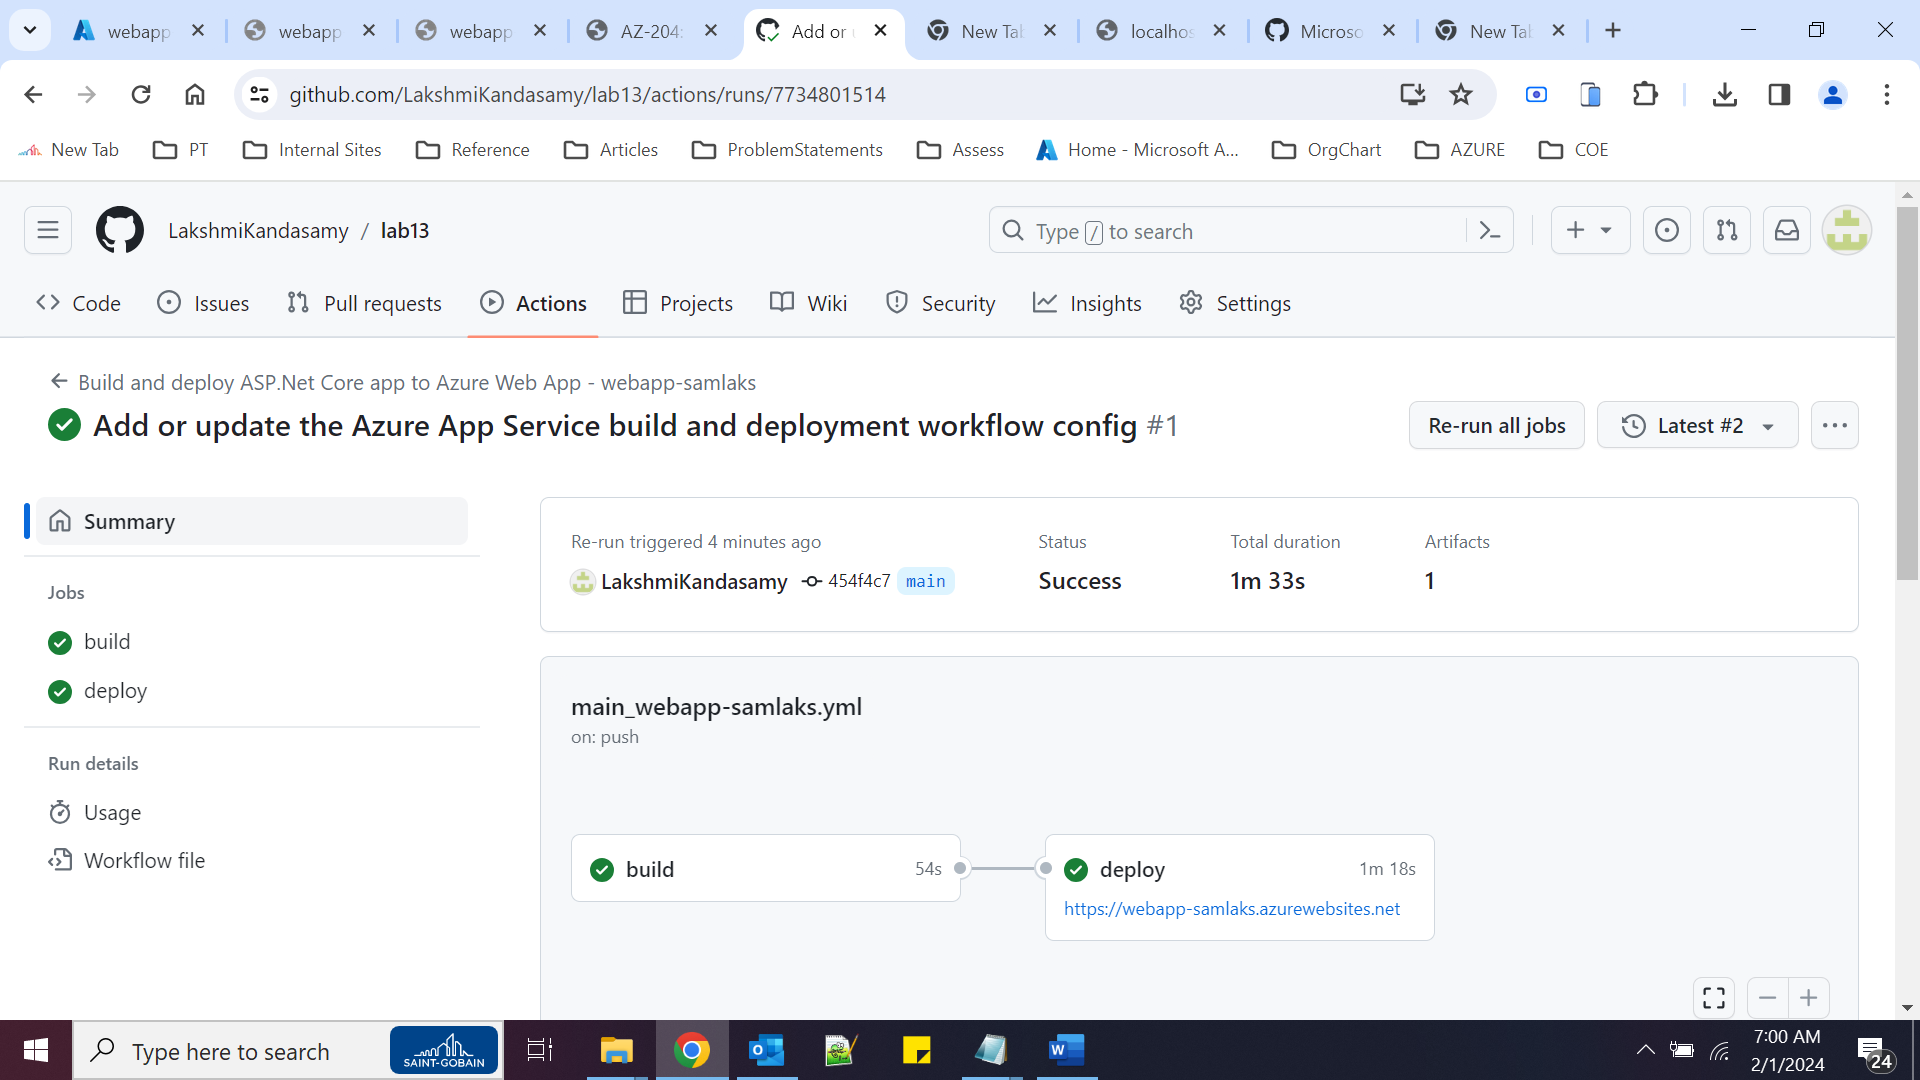 webapp
webapp
webapp
AZ-204:
Add or
New Tab
localhos
Microso
New Tab
github.com/LakshmiKandasamy/lab13/actions/runs/7734801514
New Tab
PT
Internal Sites
Reference
Articles
ProblemStatements
Assess
Home - Microsoft A...
OrgChart
AZURE
COE
LakshmiKandasamy / lab13
Type / to search
Code
Issues
Pull requests
Actions
Projects
Wiki
Security
Insights
Settings
Build and deploy ASP.Net Core app to Azure Web App - webapp-samlaks
Add or update the Azure App Service build and deployment workflow config #1
Re-run all jobs
Latest #2
Summary
Jobs
build
deploy
Run details
Usage
Workflow file
Re-run triggered 4 minutes ago
LakshmiKandasamy 454f4c7 main
Status
Success
Total duration
1m 33s
Artifacts
1
main_webapp-samlaks.yml
on: push
build 54s
deploy 1m 18s
https://webapp-samlaks.azurewebsites.net
Type here to search
SAINT-GOBAIN
7:00 AM
2/1/2024
24